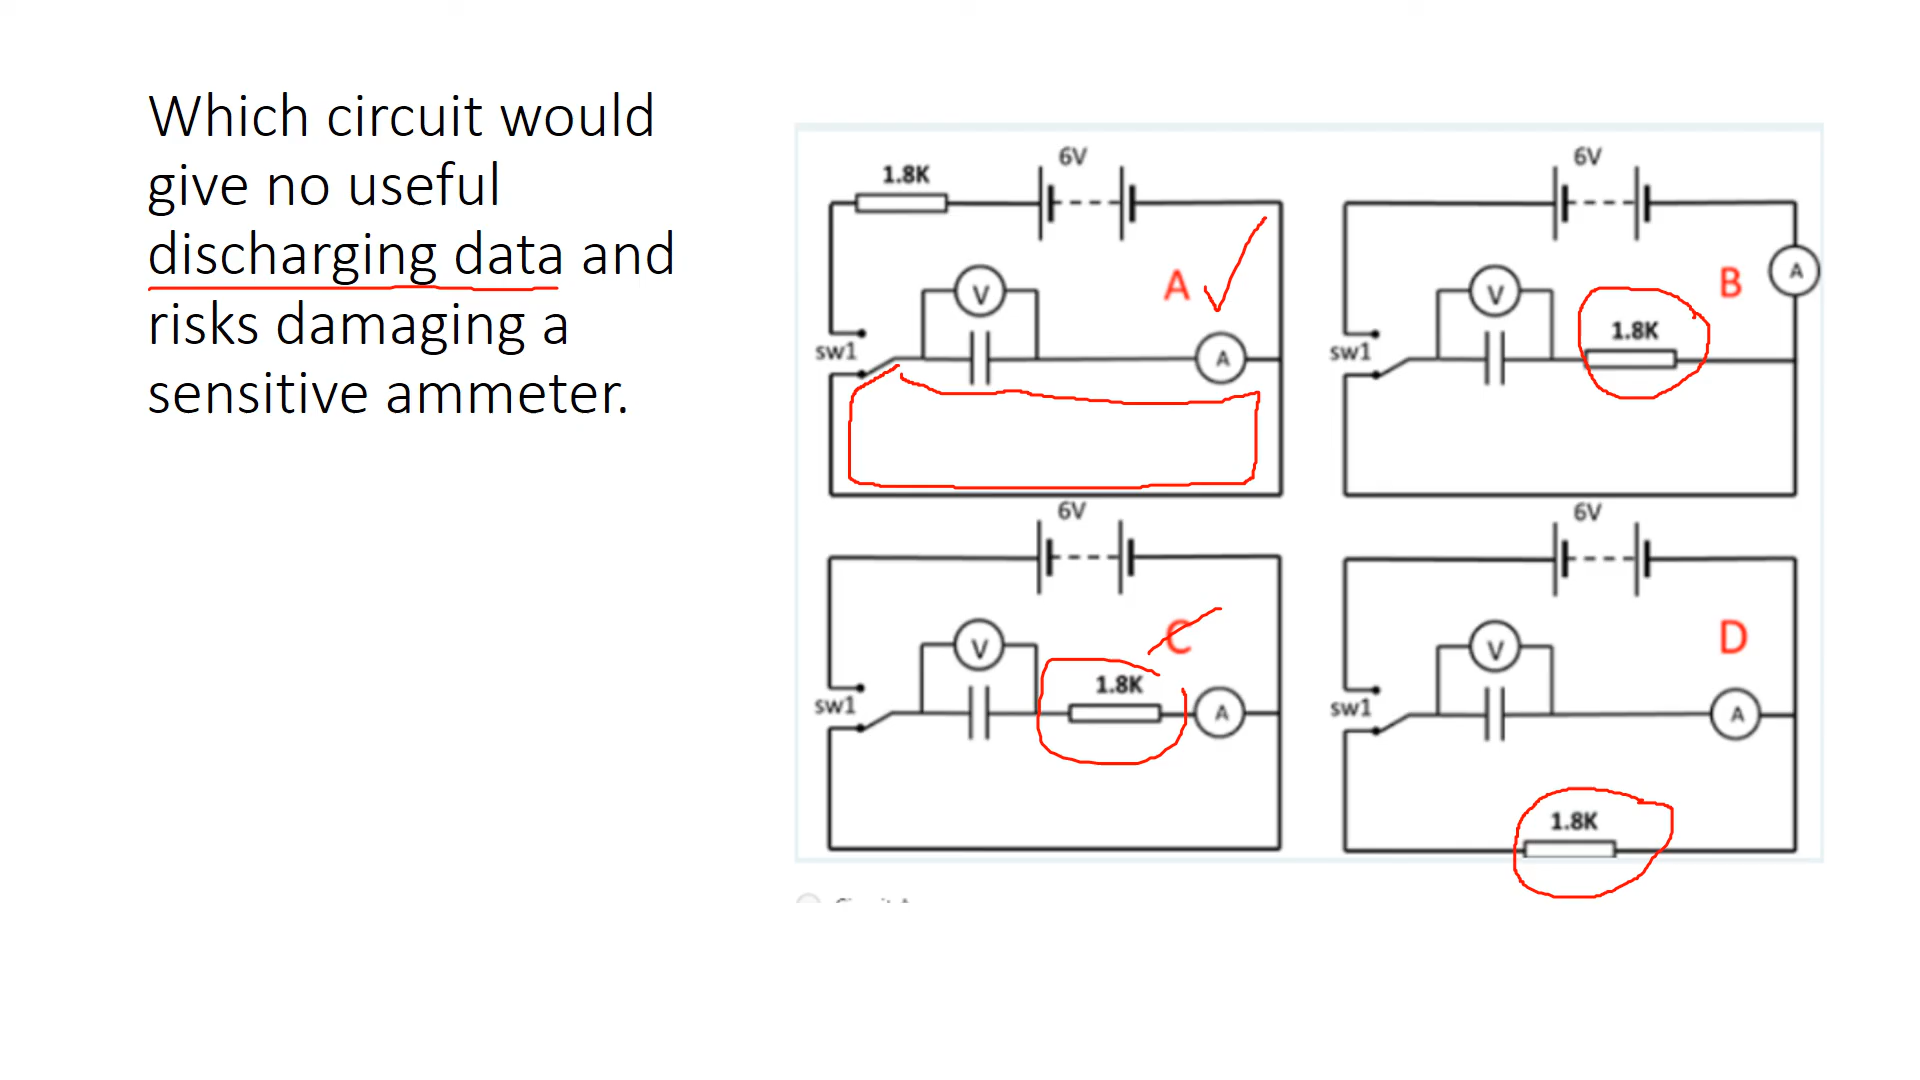 Which circuit would
give no useful
discharging data and
risks damaging a
sensitive ammeter.
1.8K
6V
V
A
sw1
A
6V
V
B
A
1.8K
sw1
6V
V
C
1.8K
sw1
A
6V
V
D
sw1
A
1.8K